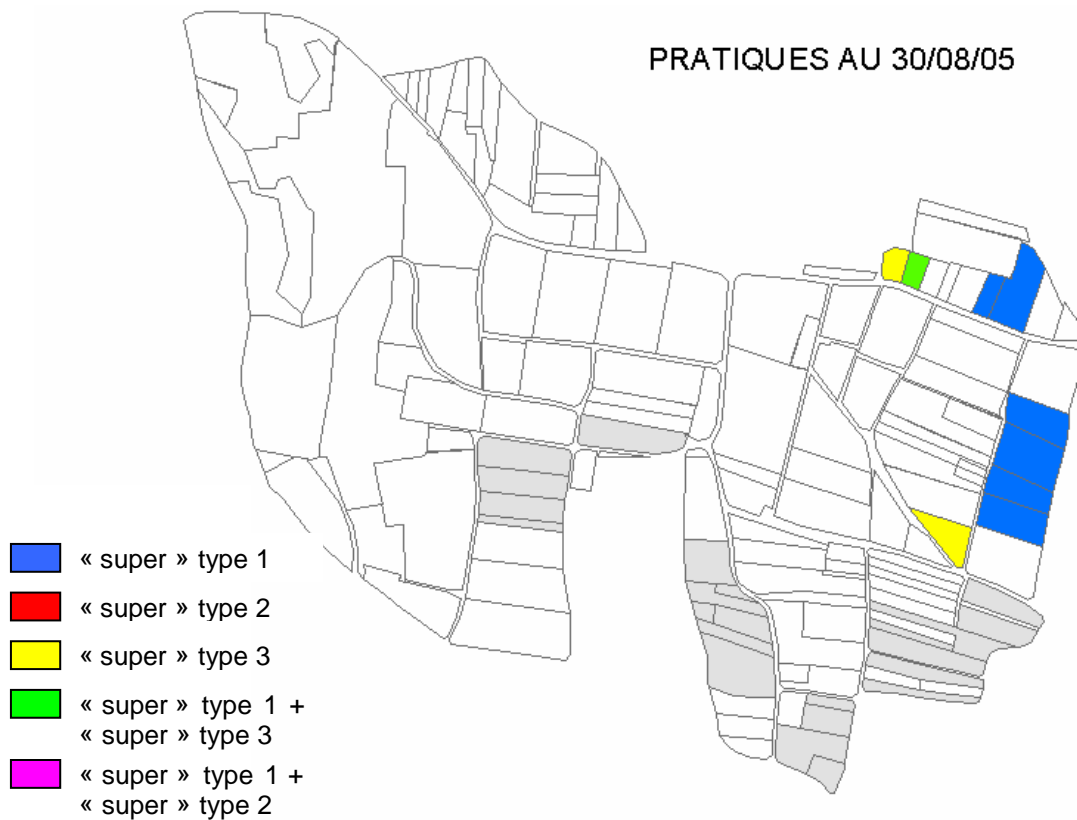 PRATIQUES AU 30/08/05
« super » type 1
« super » type 2
« super » type 3
« super » type 1 +
« super » type 3
« super » type 1 +
« super » type 2